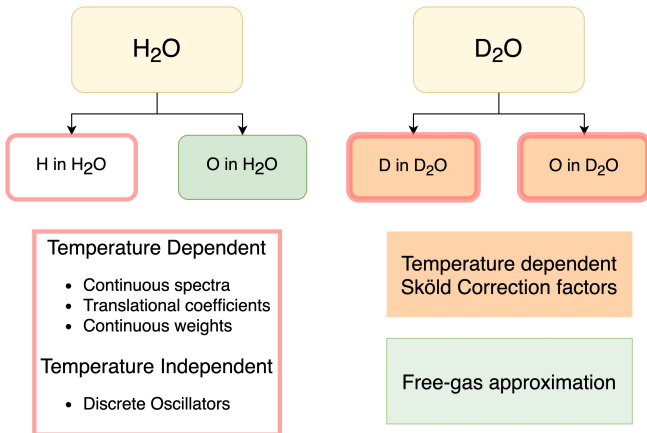 H₂O
D₂O
H in H₂O
O in H₂O
D in D₂O
O in D₂O
Temperature Dependent
• Continuous spectra
• Translational coefficients
• Continuous weights
Temperature Independent
• Discrete Oscillators
Temperature dependent
Sköld Correction factors
Free-gas approximation